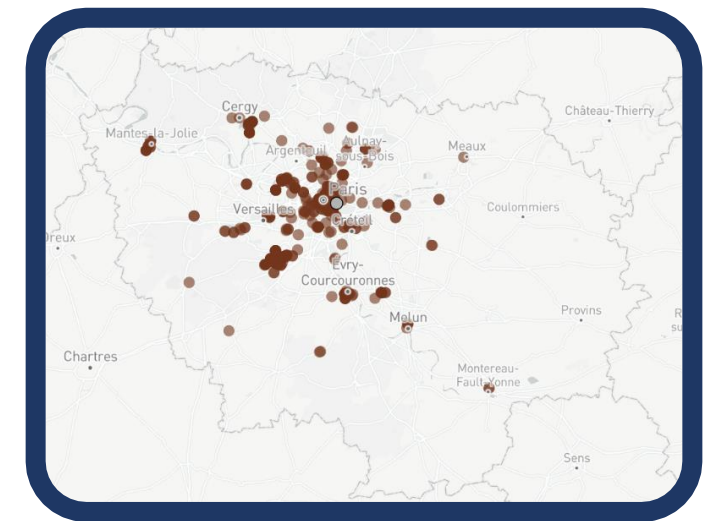 Cergy
Château-Thierry
Mantes-la-Jolie
Aulnay-
sous-Bois
Argenteuil
Meaux
Paris
Versailles
Coulommiers
Créteil
Dreux
Évry-
Courcouronnes
Provins
Melun
Chartres
Montereau-
Fault-Yonne
Sens